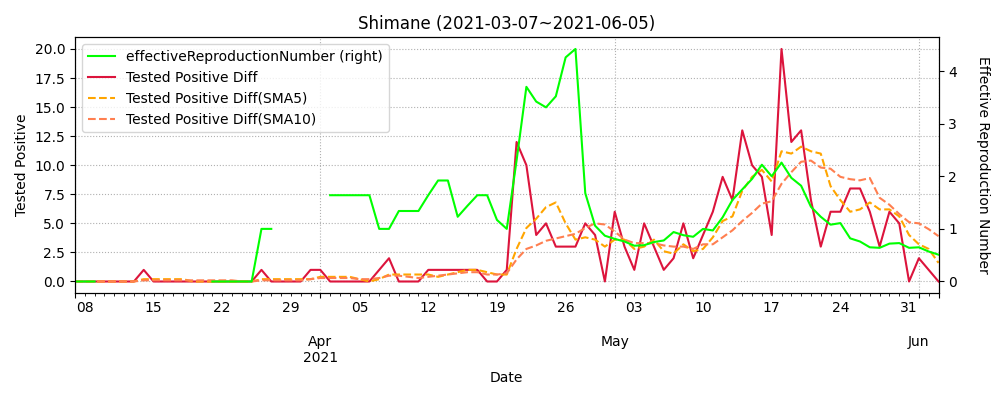 Shimane (2021-03-07~2021-06-05)
effectiveReproductionNumber (right)
Tested Positive Diff
Tested Positive Diff(SMA5)
Tested Positive Diff(SMA10)
Tested Positive
20.0
17.5
15.0
12.5
10.0
7.5
5.0
2.5
0.0
4
3
2
1
0
Effective Reproduction Number
08 15 22 29 05 12 19 26 03 10 17 24 31
Apr May Jun
2021
Date